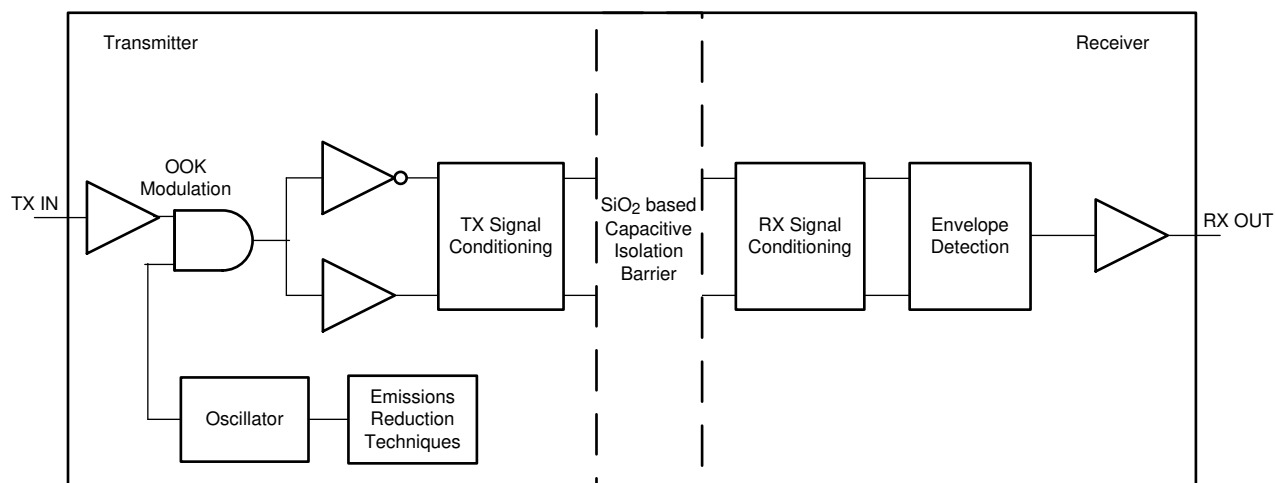 Transmitter
Receiver
OOK
Modulation
TX IN
TX Signal
Conditioning
SiO2 based
Capacitive
Isolation
Barrier
RX Signal
Conditioning
Envelope
Detection
RX OUT
Oscillator
Emissions
Reduction
Techniques